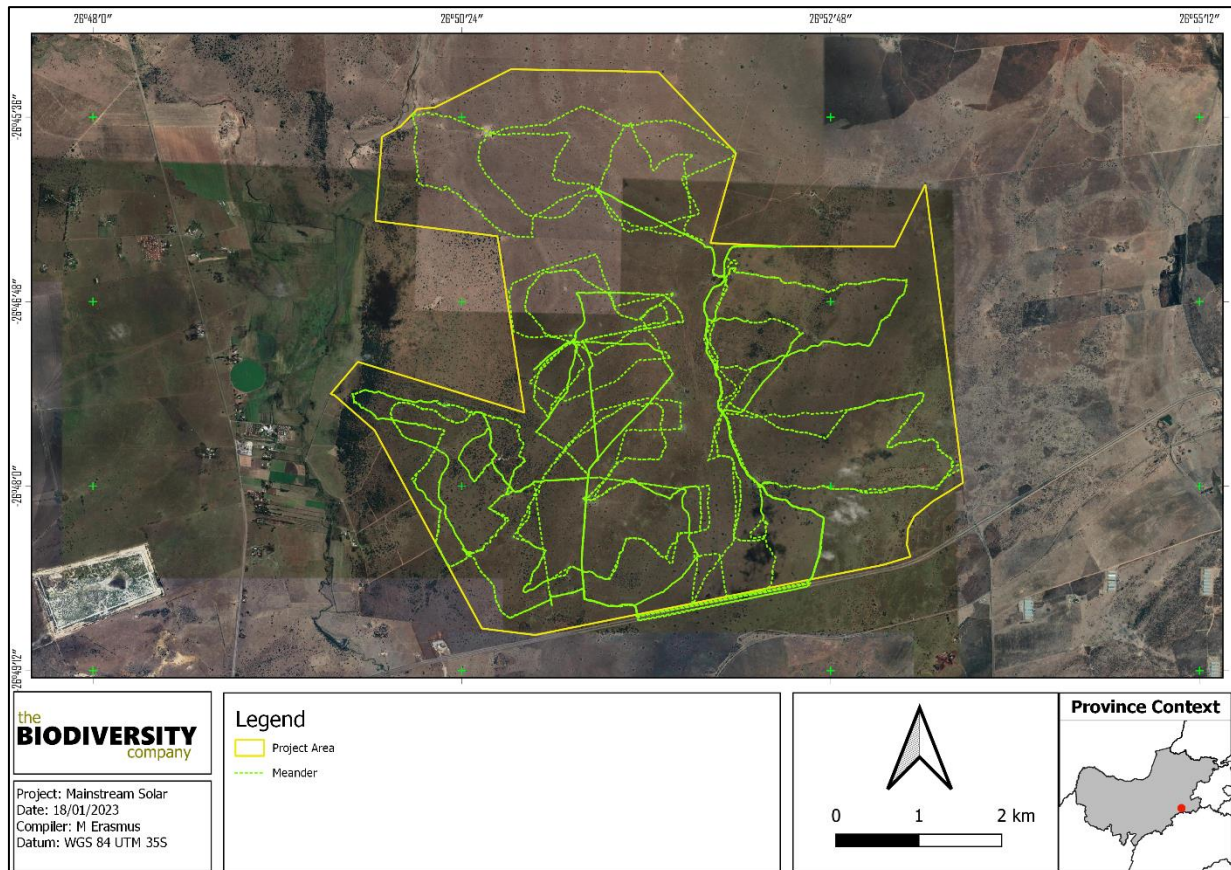 26°48'0" 26°50'24" 26°52'48" 26°55'12"
-26°45'36"
-26°46'48"
-26°48'0"
-26°49'12"
the
BIODIVERSITY
company
Project: Mainstream Solar
Date: 18/01/2023
Compiler: M Erasmus
Datum: WGS 84 UTM 35S
Legend
Project Area
Meander
0 1 2 km
Province Context